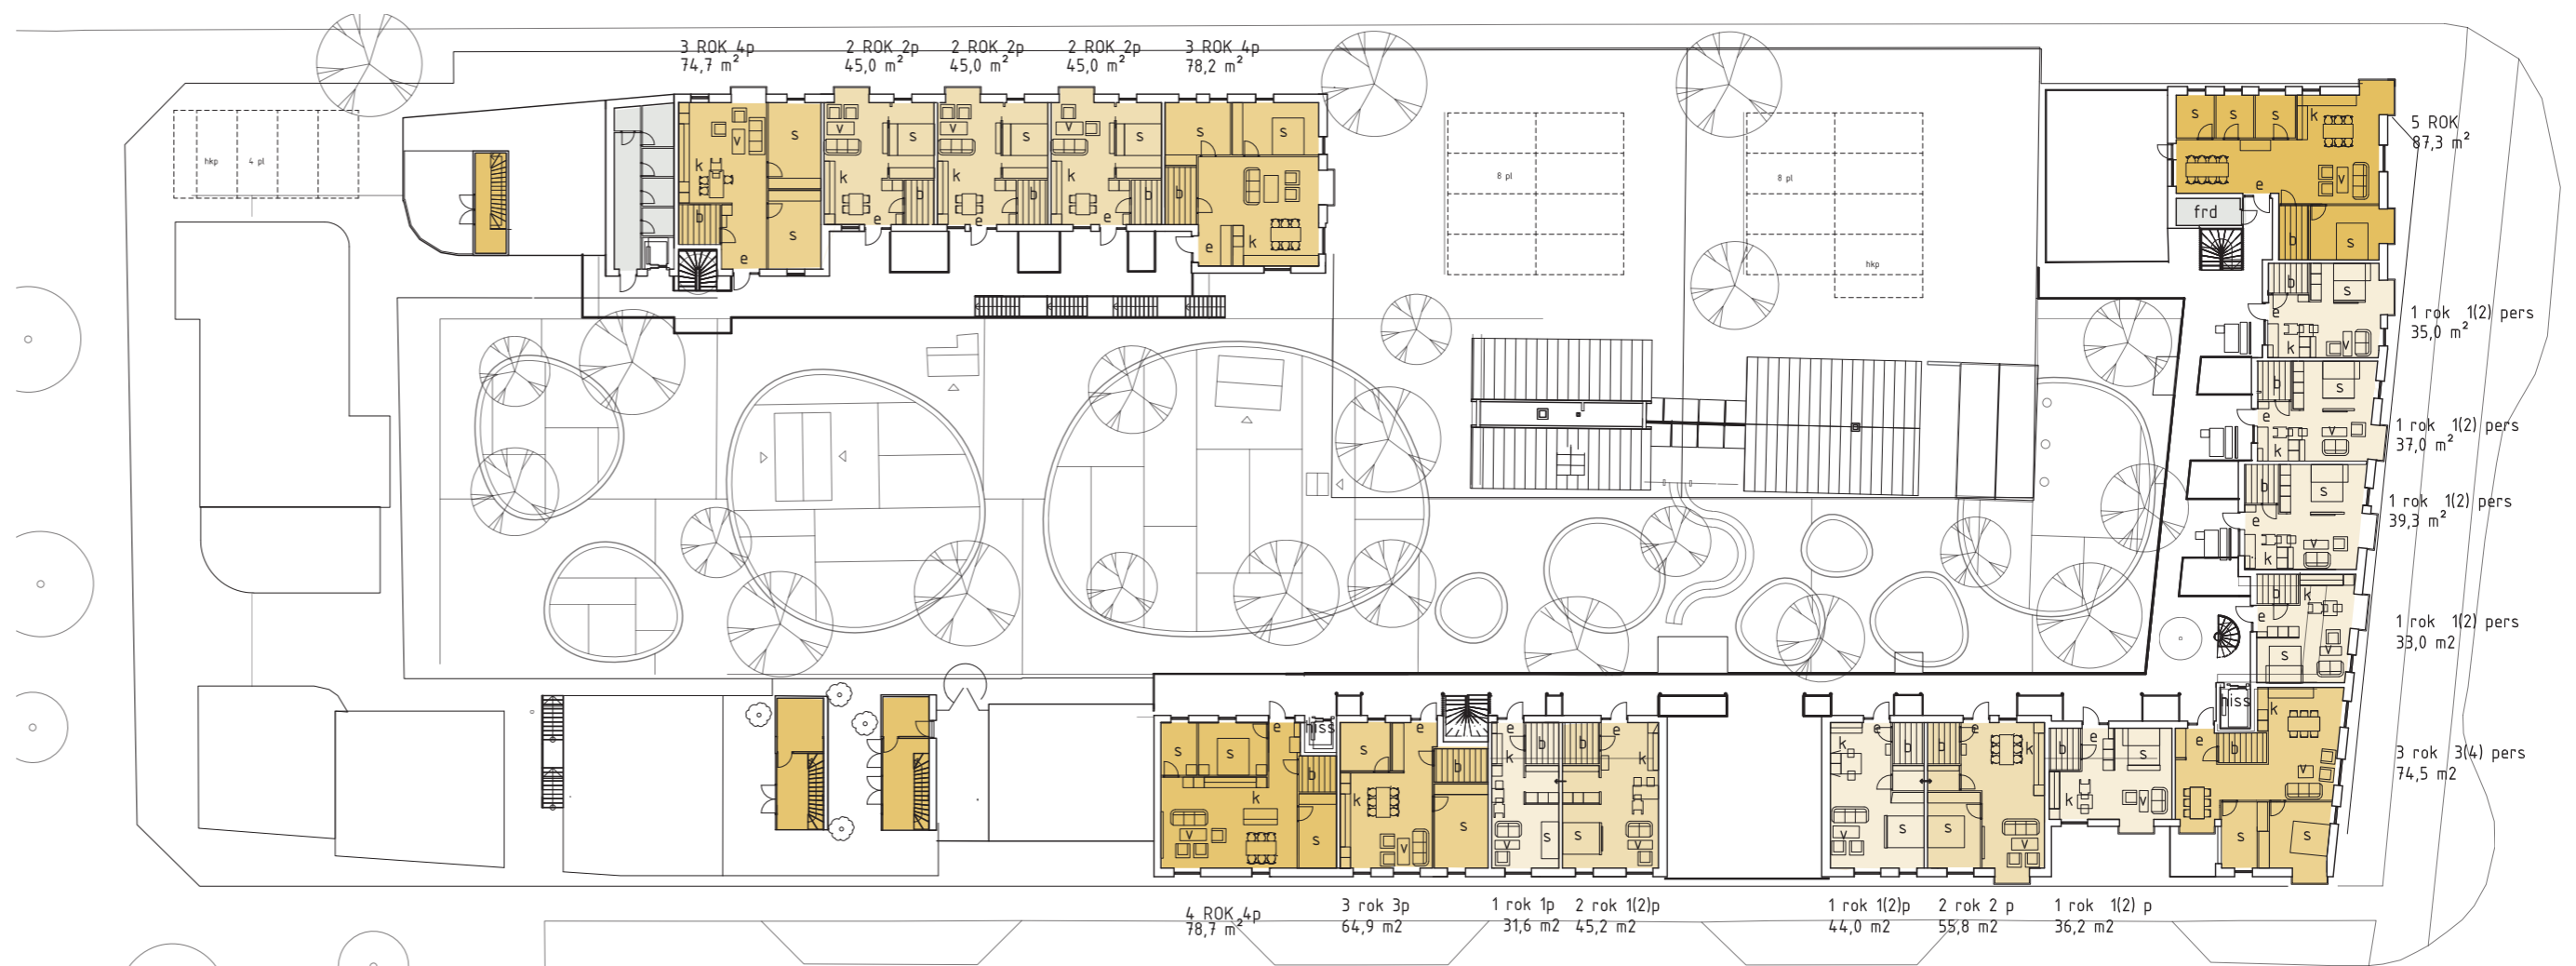 3 ROK 4p
74,7 m²
2 ROK 2p
45,0 m²
2 ROK 2p
45,0 m²
2 ROK 2p
45,0 m²
3 ROK 4p
78,2 m²
hkp
4 pl
8 pl
8 pl
hkp
v
s
k
b
s
e
v
s
k
b
e
v
s
k
b
e
v
s
k
b
e
s
s
b
e
k
s
s
s
k
v
e
frd
b
s
5 ROK
87,3 m²
b
s
e
k
v
1 rok 1(2) pers
35,0 m²
b
s
e
k
v
1 rok 1(2) pers
37,0 m²
b
s
e
k
v
1 rok 1(2) pers
39,3 m²
b
k
e
s
v
1 rok 1(2) pers
33,0 m2
hiss
k
e
b
v
s
s
3 rok 3(4) pers
74,5 m2
s
s
e
hiss
b
k
v
s
s
e
b
k
v
s
e
b
k
v
s
b
e
k
s
v
k
e
b
v
s
b
e
k
s
v
b
e
s
k
v
4 ROK 4p
78,7 m²
3 rok 3p
64,9 m2
1 rok 1p
31,6 m2
2 rok 1(2)p
45,2 m2
1 rok 1(2)p
44,0 m2
2 rok 2 p
55,8 m2
1 rok 1(2) p
36,2 m2